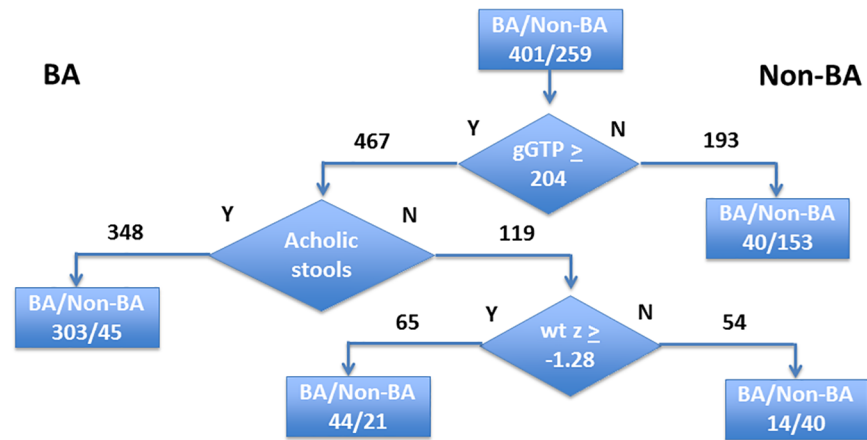 BA/Non-BA
401/259
BA
Non-BA
Y
N
467
193
gGTP ≥
204
BA/Non-BA
40/153
Y
N
348
119
Acholic
stools
BA/Non-BA
303/45
Y
N
65
54
wt z ≥
-1.28
BA/Non-BA
44/21
BA/Non-BA
14/40